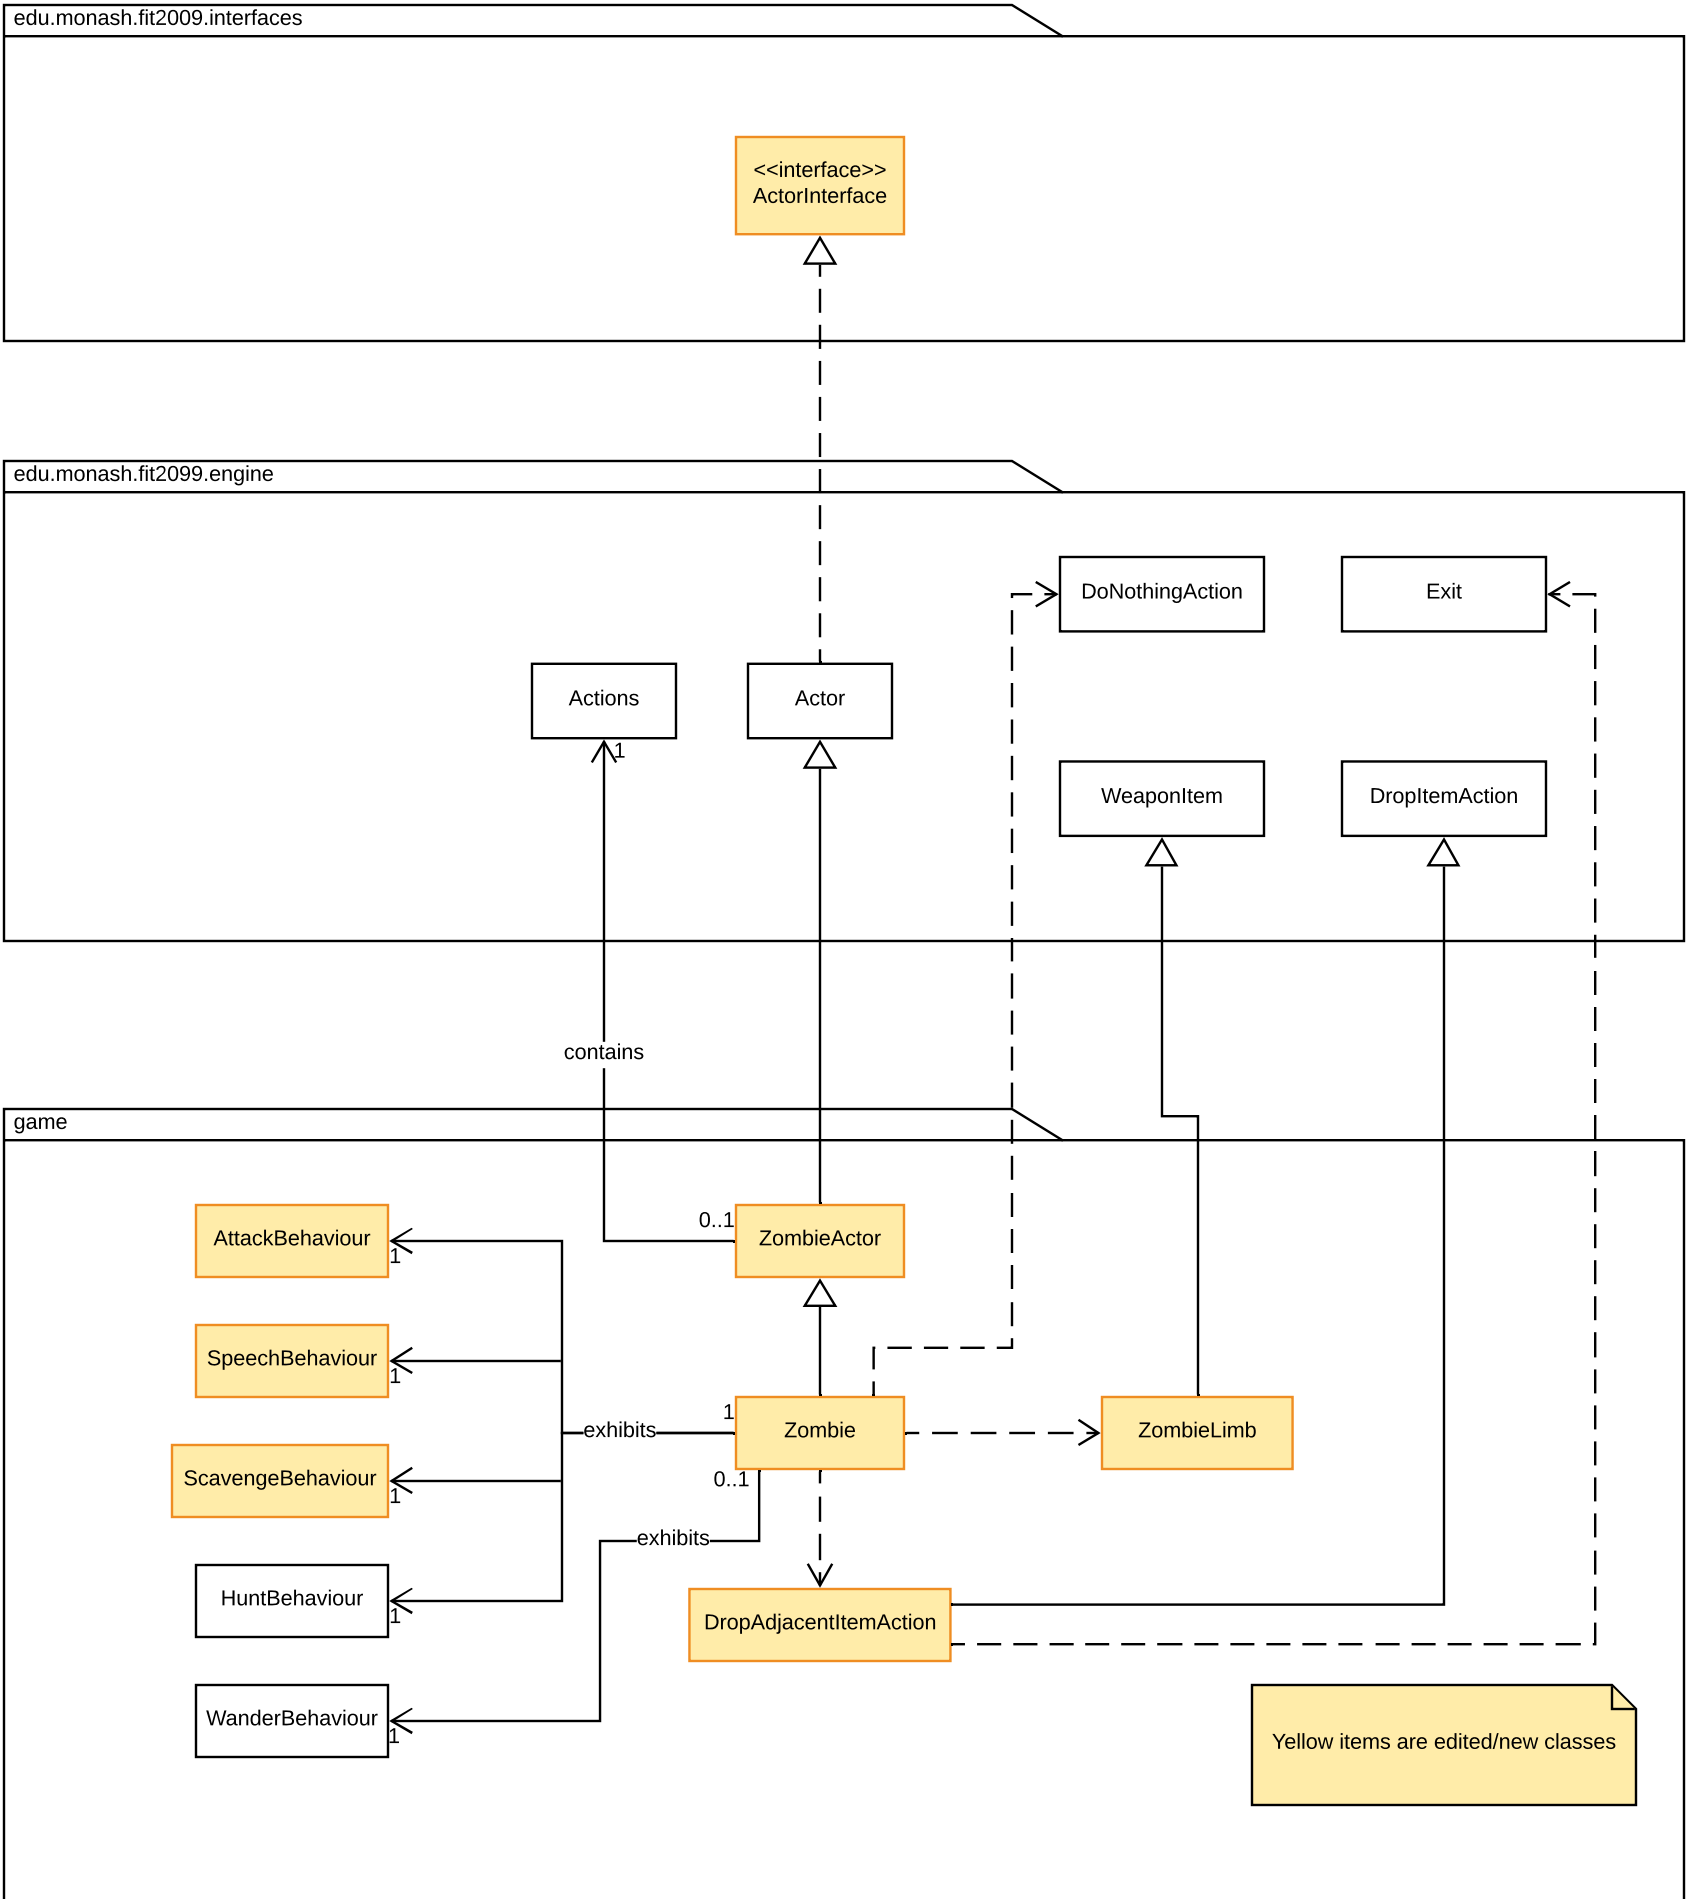 edu.monash.fit2009.interfaces
<<interface>>
ActorInterface
edu.monash.fit2099.engine
DoNothingAction
Exit
Actions
Actor
1
WeaponItem
DropItemAction
contains
game
0..1
AttackBehaviour
1
ZombieActor
SpeechBehaviour
1
1
exhibits
Zombie
ZombieLimb
0..1
ScavengeBehaviour
1
exhibits
HuntBehaviour
1
DropAdjacentItemAction
WanderBehaviour
1
Yellow items are edited/new classes